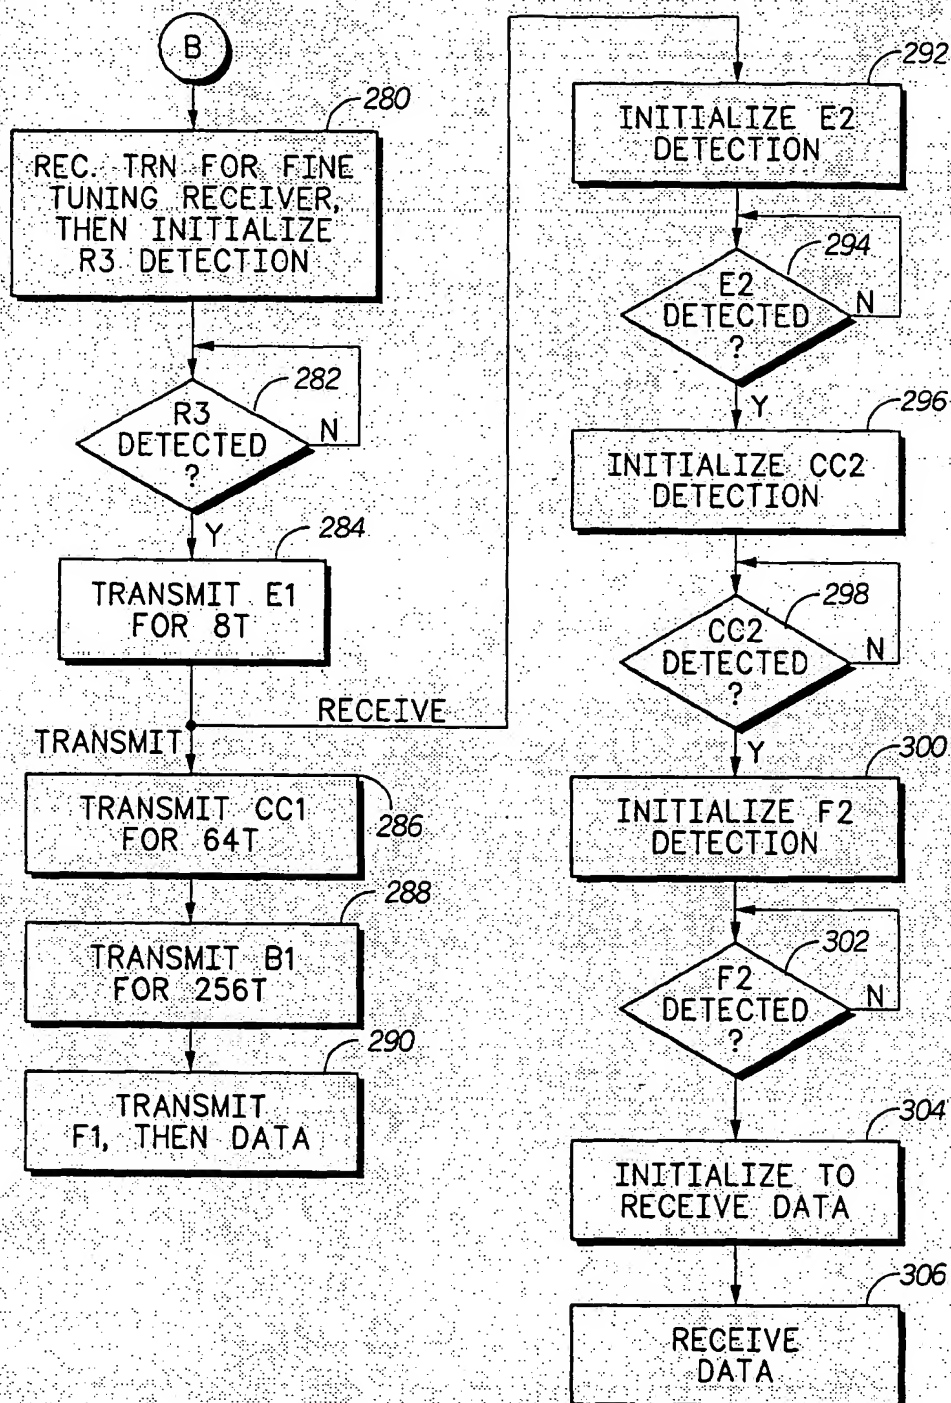 B
280
REC. TRN FOR FINE
TUNING RECEIVER,
THEN INITIALIZE
R3 DETECTION
282
R3
DETECTED
?
N
Y
284
TRANSMIT E1
FOR 8T
RECEIVE
TRANSMIT
TRANSMIT CC1
FOR 64T
286
288
TRANSMIT B1
FOR 256T
290
TRANSMIT
F1, THEN DATA
292
INITIALIZE E2
DETECTION
294
E2
DETECTED
?
N
Y
296
INITIALIZE CC2
DETECTION
298
CC2
DETECTED
?
N
Y
300
INITIALIZE F2
DETECTION
302
F2
DETECTED
?
N
304
INITIALIZE TO
RECEIVE DATA
306
RECEIVE
DATA